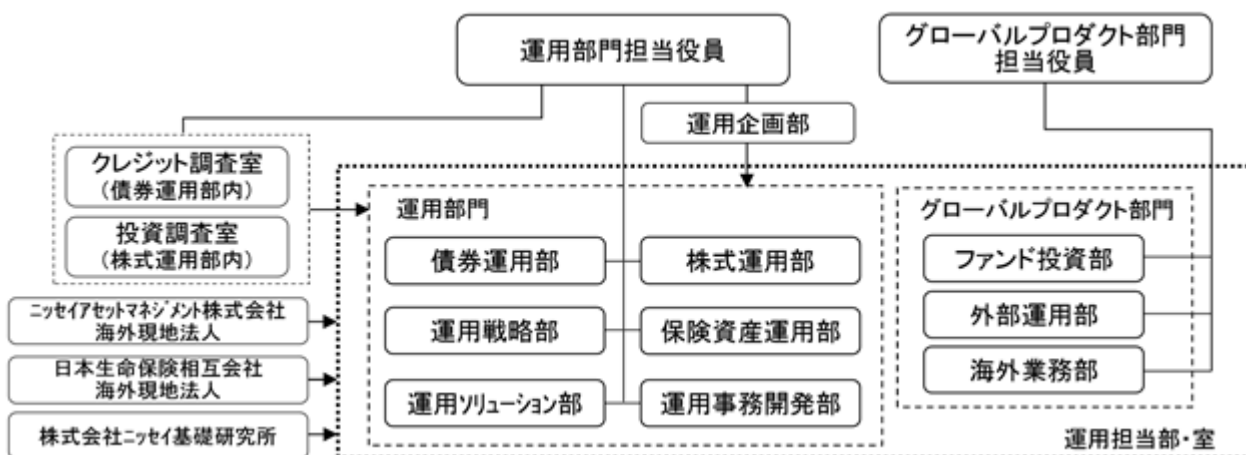 運用部門担当役員
グローバルプロダクト部門
担当役員
運用企画部
クレジット調査室
(債券運用部内)
投資調査室
(株式運用部内)
ニッセイアセットマネジメント株式会社
海外現地法人
日本生命保険相互会社
海外現地法人
株式会社ニッセイ基礎研究所
運用部門
債券運用部
株式運用部
運用戦略部
保険資産運用部
運用ソリューション部
運用事務開発部
グローバルプロダクト部門
ファンド投資部
外部運用部
海外業務部
運用担当部・室